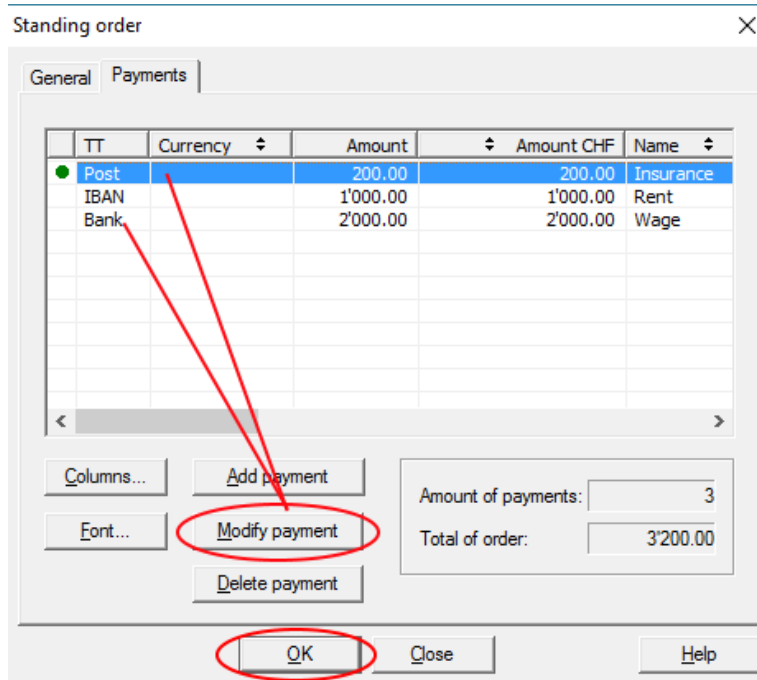 Standing order
General Payments
TT Currency Amount Amount CHF Name
Post 200.00 200.00 Insurance
IBAN 1'000.00 1'000.00 Rent
Bank 2'000.00 2'000.00 Wage
Columns... Add payment
Amount of payments: 3
Font... Modify payment
Total of order: 3'200.00
Delete payment
OK Close Help